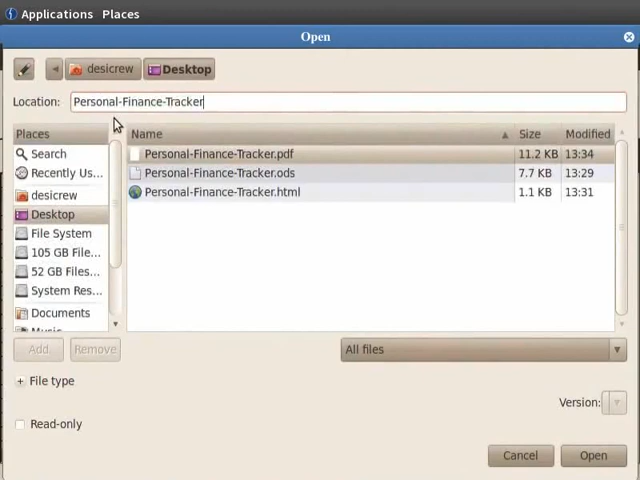 Applications Places
Open
desicrew Desktop
Location: Personal-Finance-Tracker
Places Name Size Modified
Search Personal-Finance-Tracker.pdf 11.2 KB 13:34
Recently Us... Personal-Finance-Tracker.ods 7.7 KB 13:29
desicrew Personal-Finance-Tracker.html 1.1 KB 13:31
Desktop
File System
105 GB File...
52 GB Files...
System Res...
Documents
Music
Add Remove All files
File type
Version:
Read-only
Cancel Open